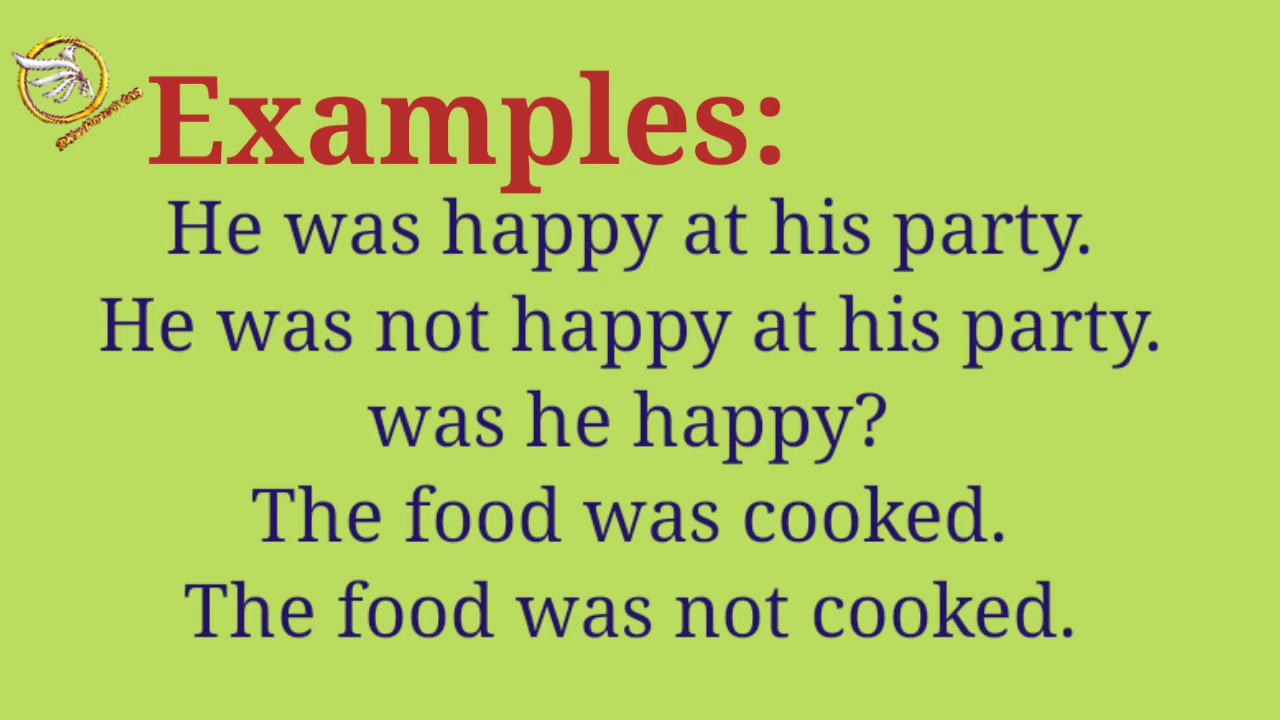 Examples:
He was happy at his party.
He was not happy at his party.
was he happy?
The food was cooked.
The food was not cooked.